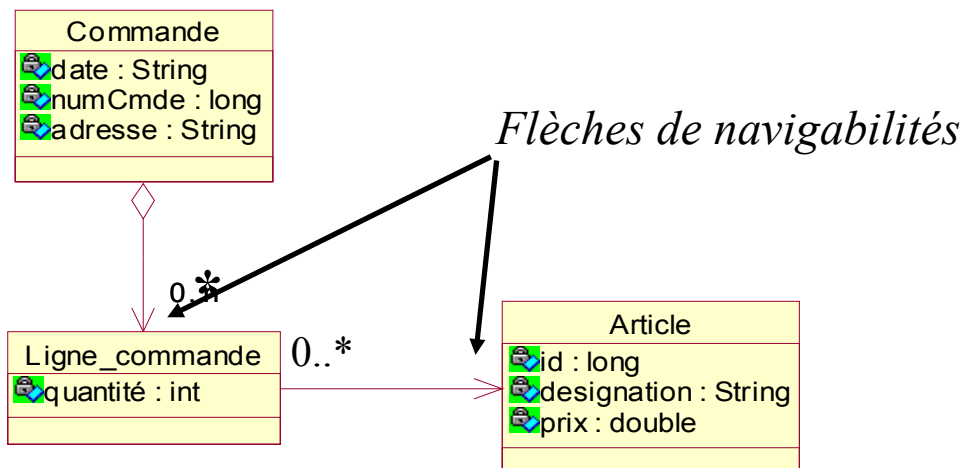 Commande
date : String
numCmde : long
adresse : String
Flèches de navigabilités
0..*
Ligne_commande
quantité : int
0..*
Article
id : long
designation : String
prix : double